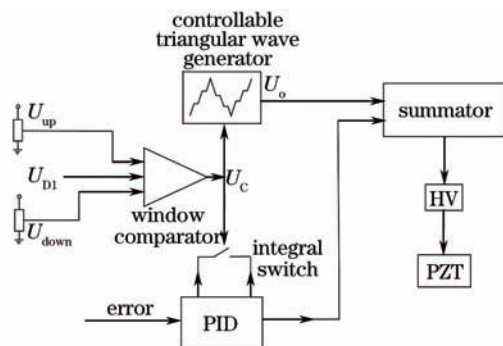 controllable
triangular wave
generator
U_o
summator
U_up
U_D1
U_down
U_C
window
comparator
integral
switch
HV
PZT
error
PID